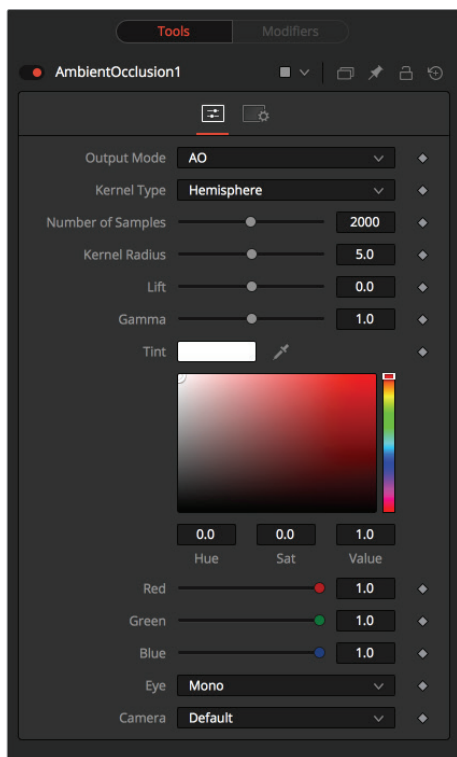 Tools Modifiers
AmbientOcclusion1
Output Mode AO
Kernel Type Hemisphere
Number of Samples 2000
Kernel Radius 5.0
Lift 0.0
Gamma 1.0
Tint
0.0 0.0 1.0
Hue Sat Value
Red 1.0
Green 1.0
Blue 1.0
Eye Mono
Camera Default